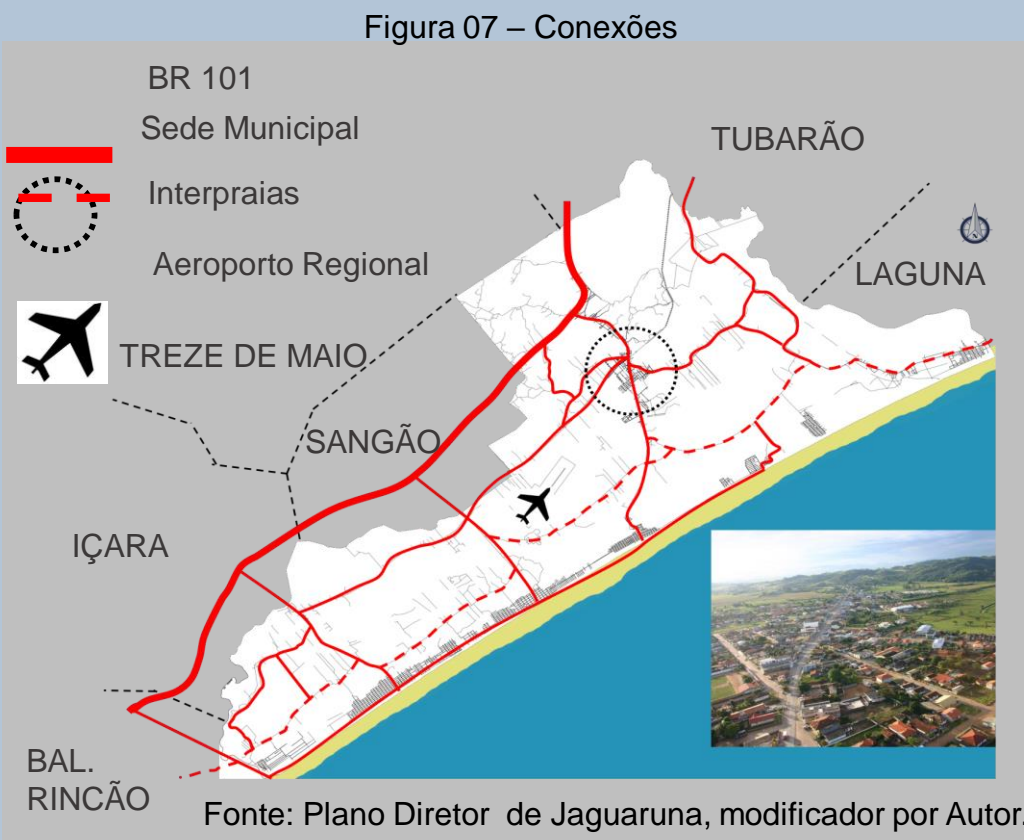 Figura 07 – Conexões
BR 101
Sede Municipal
TUBARÃO
Interpraias
Aeroporto Regional
LAGUNA
TREZE DE MAIO
SANGÃO
IÇARA
BAL.
RINCÃO
Fonte: Plano Diretor de Jaguaruna, modificador por Autor.